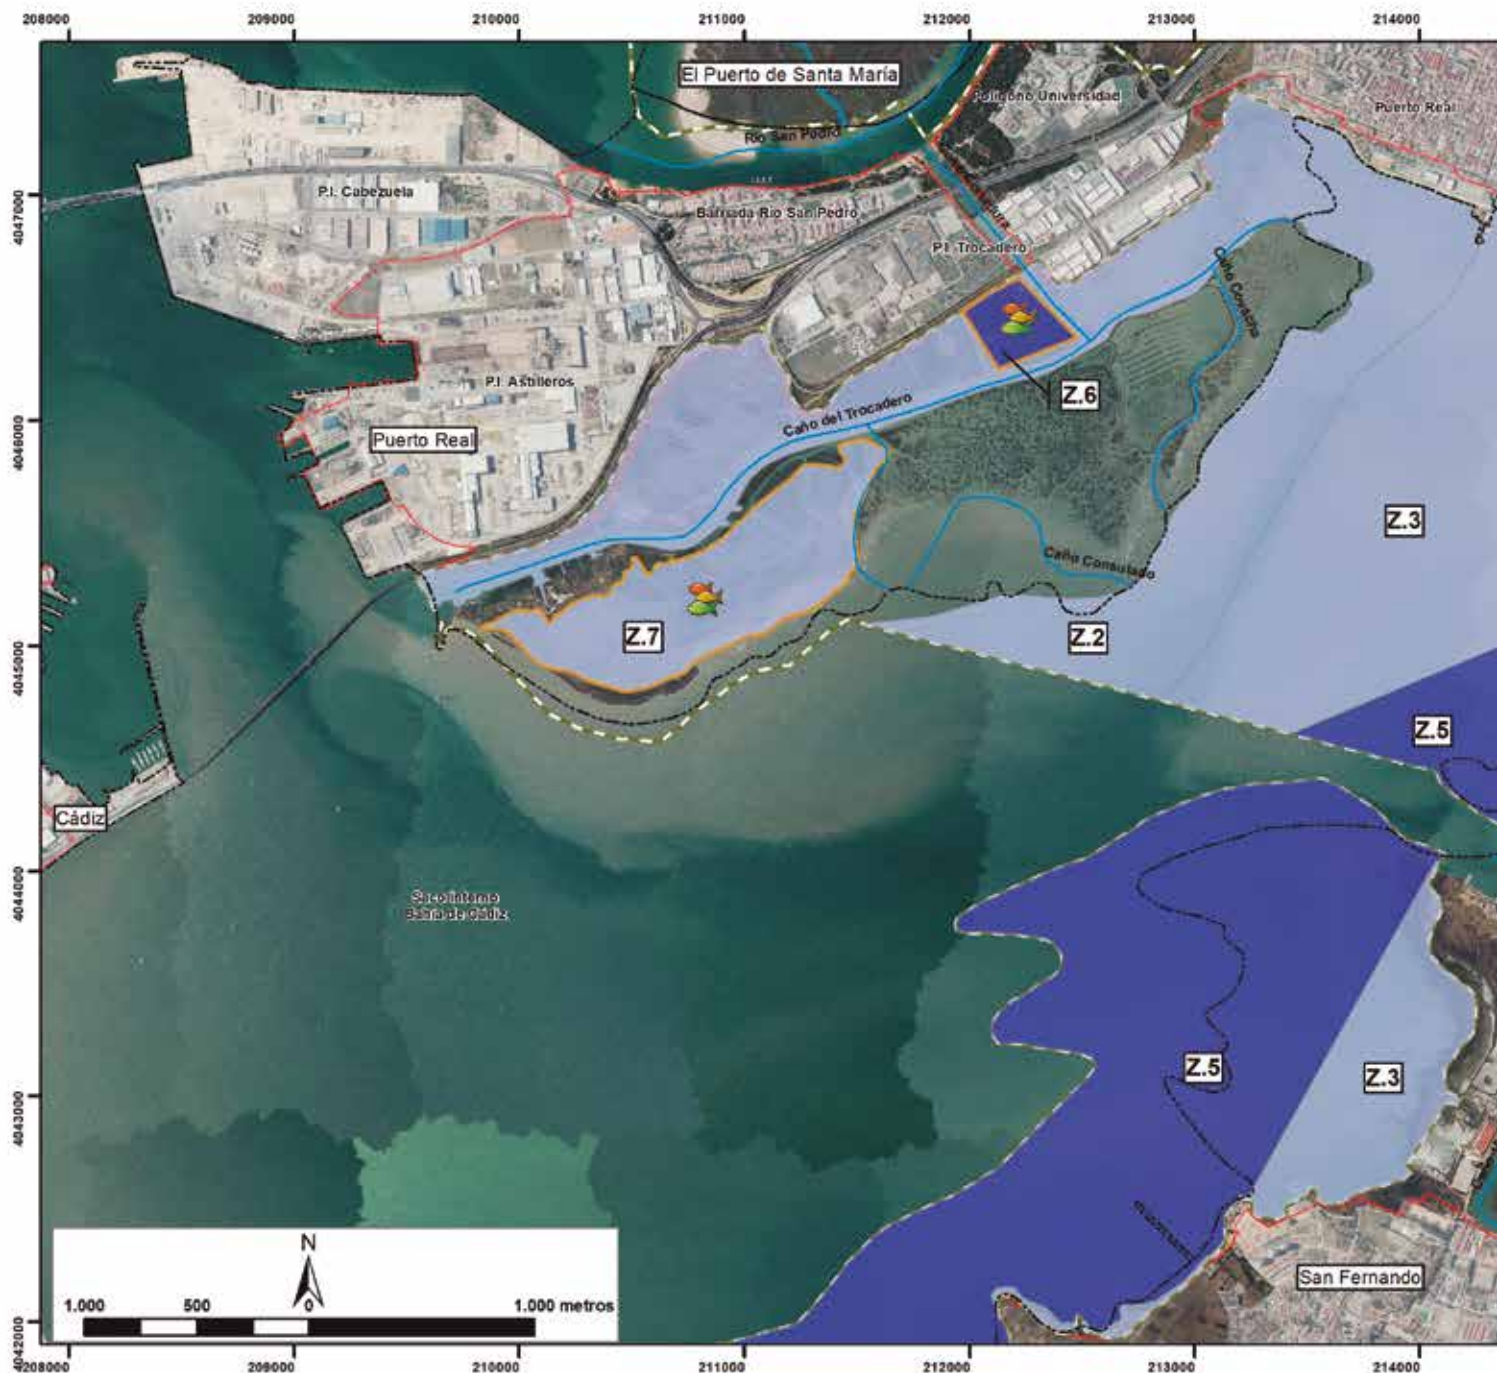 208000 209000 210000 211000 212000 213000 214000
El Puerto de Santa María
Polígono Universidad
Puerto Real
Río San Pedro
4047000
P.I. Cabezuela
Barriada Río San Pedro
P.I. Trocadero
Caño Covacho
Z.6
Caño del Trocadero
P.I. Astilleros
4046000
Puerto Real
Z.3
Caño Consulado
Z.7
Z.2
4045000
Z.5
Cádiz
4044000
Saco Interno
Bahía de Cádiz
Z.5
Z.3
4043000
San Fernando
N
1.000 500 0 1.000 metros
4042000
208000 209000 210000 211000 212000 213000 214000